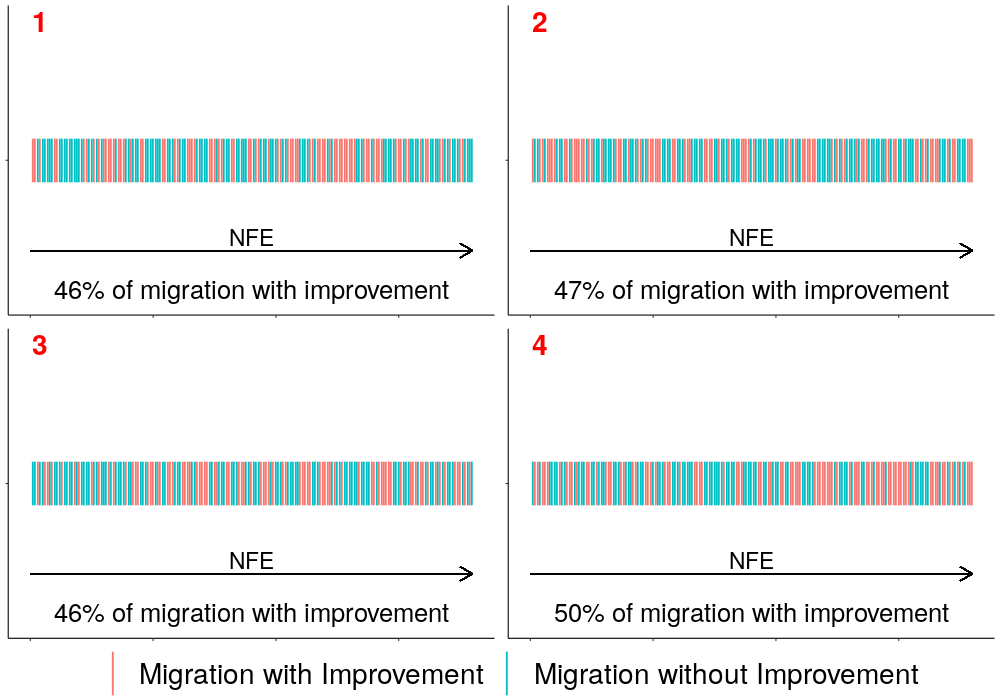 1
NFE
46% of migration with improvement
2
NFE
47% of migration with improvement
3
NFE
46% of migration with improvement
4
NFE
50% of migration with improvement
Migration with Improvement
Migration without Improvement